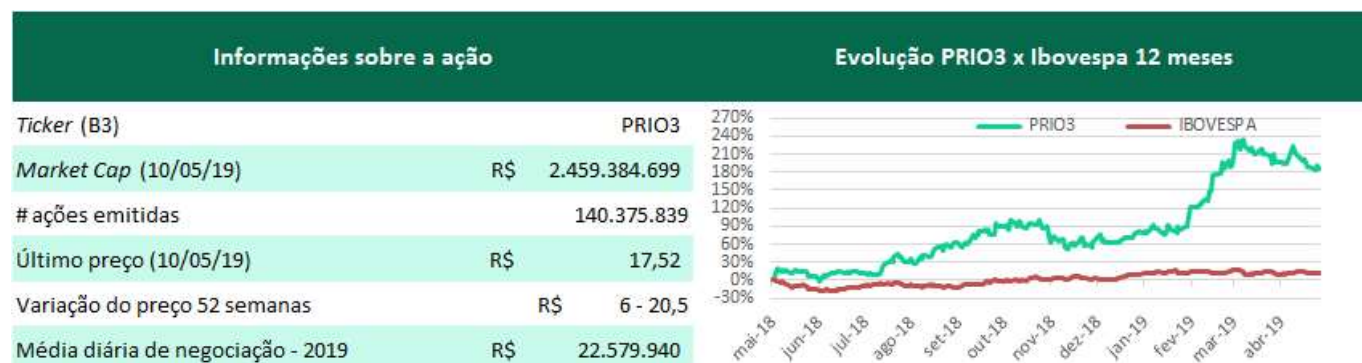 Informações sobre a ação
Ticker (B3) PRIO3
Market Cap (10/05/19) R$ 2.459.384.699
# ações emitidas 140.375.839
Último preço (10/05/19) R$ 17,52
Variação do preço 52 semanas R$ 6 - 20,5
Média diária de negociação - 2019 R$ 22.579.940
Evolução PRIO3 x Ibovespa 12 meses
PRIO3 IBOVESPA
270%
240%
210%
180%
150%
120%
90%
60%
30%
0%
-30%
mai-18 jun-18 jul-18 ago-18 set-18 out-18 nov-18 dez-18 jan-19 fev-19 mar-19 abr-19